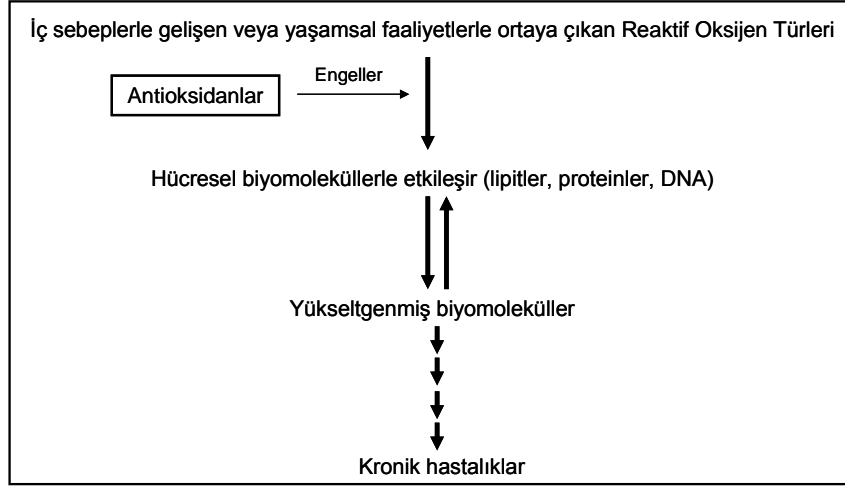 İç sebeplerle gelişen veya yaşamsal faaliyetlerle ortaya çıkan Reaktif Oksijen Türleri
Engeller
Antioksidanlar
Hücresel biyomoleküllerle etkileşir (lipitler, proteinler, DNA)
Yükseltgenmiş biyomoleküller
Kronik hastalıklar